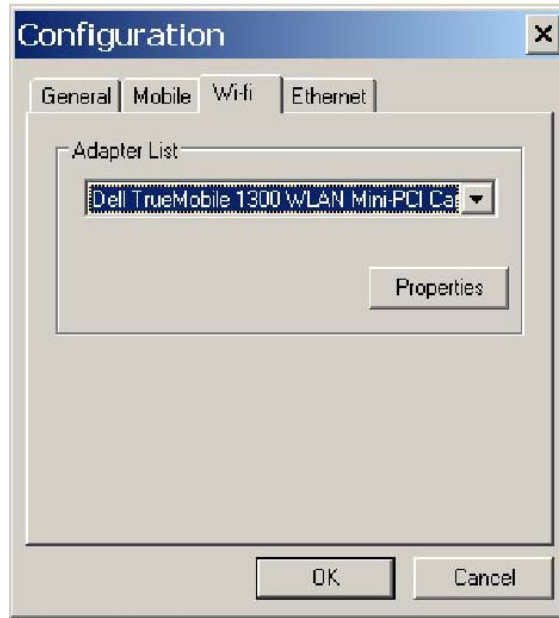 Configuration
General Mobile Wi-fi Ethernet
Adapter List
Dell TrueMobile 1300 WLAN Mini-PCI Ca
Properties
OK Cancel